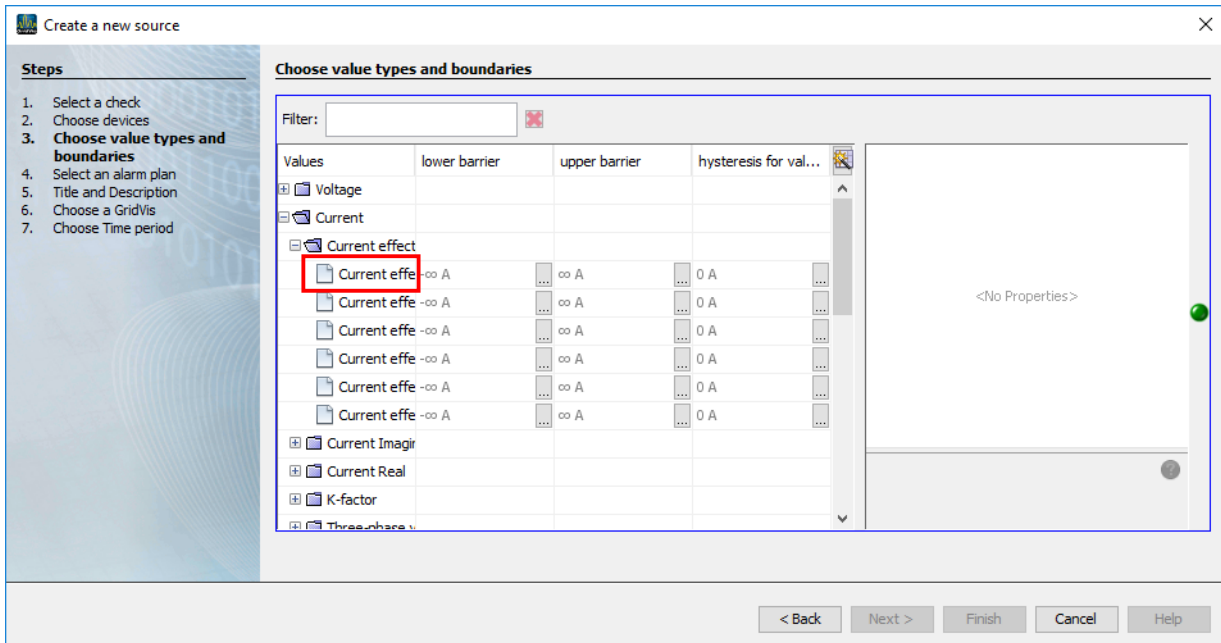 Create a new source
Steps
1. Select a check
2. Choose devices
3. Choose value types and
boundaries
4. Select an alarm plan
5. Title and Description
6. Choose a GridVis
7. Choose Time period
Choose value types and boundaries
Filter:
Values lower barrier upper barrier hysteresis for val...
Voltage
Current
Current effect
Current effe -∞ A ... ∞ A ... 0 A ...
Current effe -∞ A ... ∞ A ... 0 A ...
Current effe -∞ A ... ∞ A ... 0 A ...
Current effe -∞ A ... ∞ A ... 0 A ...
Current effe -∞ A ... ∞ A ... 0 A ...
Current effe -∞ A ... ∞ A ... 0 A ...
Current Imagir
Current Real
K-factor
Three-phase v
<No Properties>
?
< Back Next > Finish Cancel Help